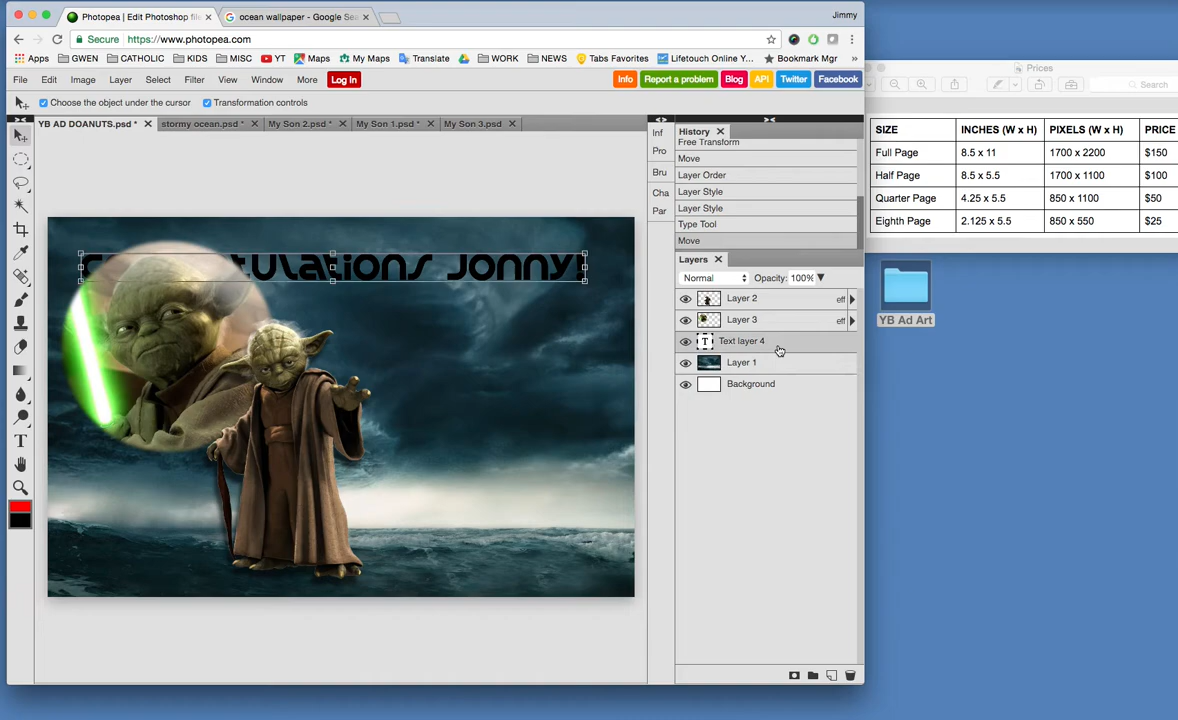 Photopea | Edit Photoshop file
ocean wallpaper - Google Sea
Jimmy
Secure
https://www.photopea.com
Apps
GWEN
CATHOLIC
KIDS
MISC
YT
Maps
My Maps
Translate
WORK
NEWS
Tabs Favorites
Lifetouch Online Y
Bookmark Mgr
»
File
Edit
Image
Layer
Select
Filter
View
Window
More
Log In
Info
Report a problem
Blog
API
Twitter
Facebook
Choose the object under the cursor
Transformation controls
YB AD DOANUTS.psd *
stormy ocean.psd *
My Son 2.psd *
My Son 1.psd *
My Son 3.psd
Inf
Pro
Bru
Cha
Par
History
Free Transform
Move
Layer Order
Layer Style
Layer Style
Type Tool
Move
Layers
Normal
Opacity: 100%
Layer 2
eff
Layer 3
eff
T
Text layer 4
Layer 1
Background
tulations Jonny!
T
Prices
Search
SIZE INCHES (W x H) PIXELS (W x H) PRICE
Full Page 8.5 x 11 1700 x 2200 $150
Half Page 8.5 x 5.5 1700 x 1100 $100
Quarter Page 4.25 x 5.5 850 x 1100 $50
Eighth Page 2.125 x 5.5 850 x 550 $25
YB Ad Art